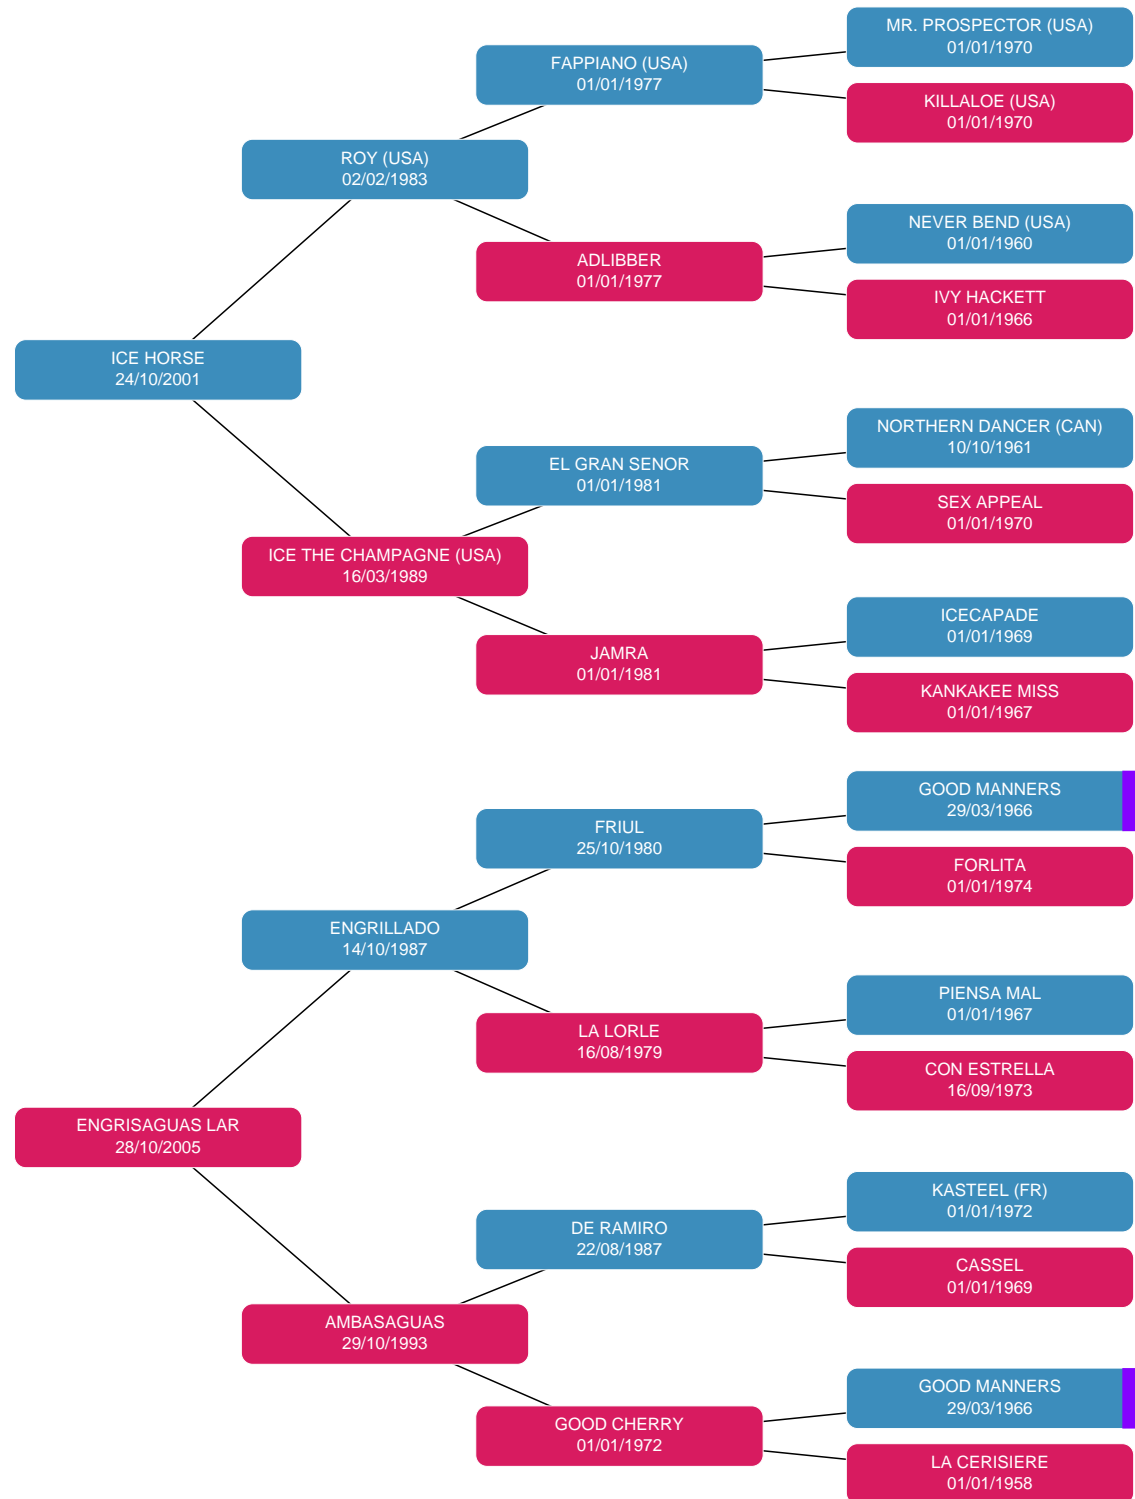 MR. PROSPECTOR (USA)
01/01/1970
FAPPIANO (USA)
01/01/1977
KILLALOE (USA)
01/01/1970
ROY (USA)
02/02/1983
NEVER BEND (USA)
01/01/1960
ADLIBBER
01/01/1977
IVY HACKETT
01/01/1966
ICE HORSE
24/10/2001
NORTHERN DANCER (CAN)
10/10/1961
EL GRAN SENOR
01/01/1981
SEX APPEAL
01/01/1970
ICE THE CHAMPAGNE (USA)
16/03/1989
ICECAPADE
01/01/1969
JAMRA
01/01/1981
KANKAKEE MISS
01/01/1967
GOOD MANNERS
29/03/1966
FRIUL
25/10/1980
FORLITA
01/01/1974
ENGRILLADO
14/10/1987
PIENSA MAL
01/01/1967
LA LORLE
16/08/1979
CON ESTRELLA
16/09/1973
ENGRISAGUAS LAR
28/10/2005
KASTEEL (FR)
01/01/1972
DE RAMIRO
22/08/1987
CASSEL
01/01/1969
AMBASAGUAS
29/10/1993
GOOD MANNERS
29/03/1966
GOOD CHERRY
01/01/1972
LA CERISIERE
01/01/1958